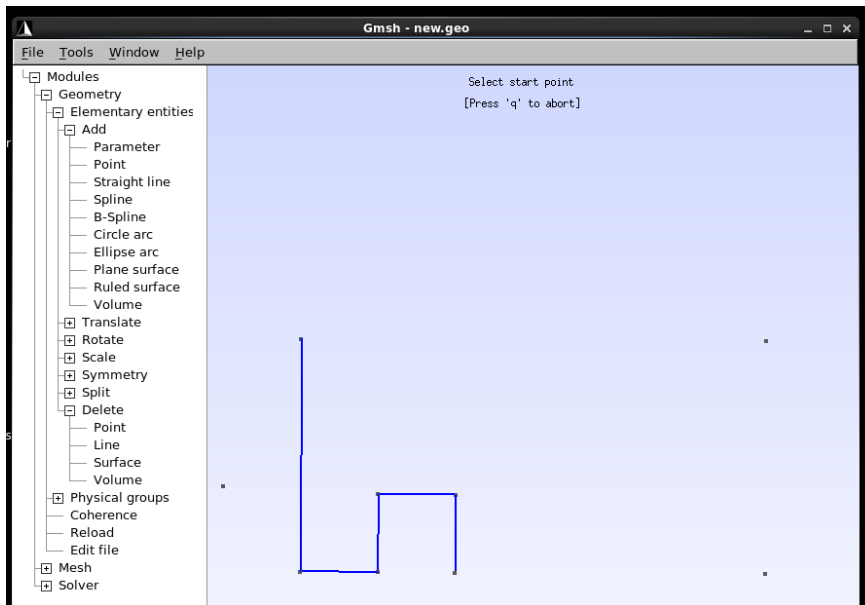 Gmsh - new.geo
File Tools Window Help
Modules
Geometry
Elementary entities
Add
Parameter
Point
Straight line
Spline
B-Spline
Circle arc
Ellipse arc
Plane surface
Ruled surface
Volume
Translate
Rotate
Scale
Symmetry
Split
Delete
Point
Line
Surface
Volume
Physical groups
Coherence
Reload
Edit file
Mesh
Solver
Select start point
[Press 'q' to abort]